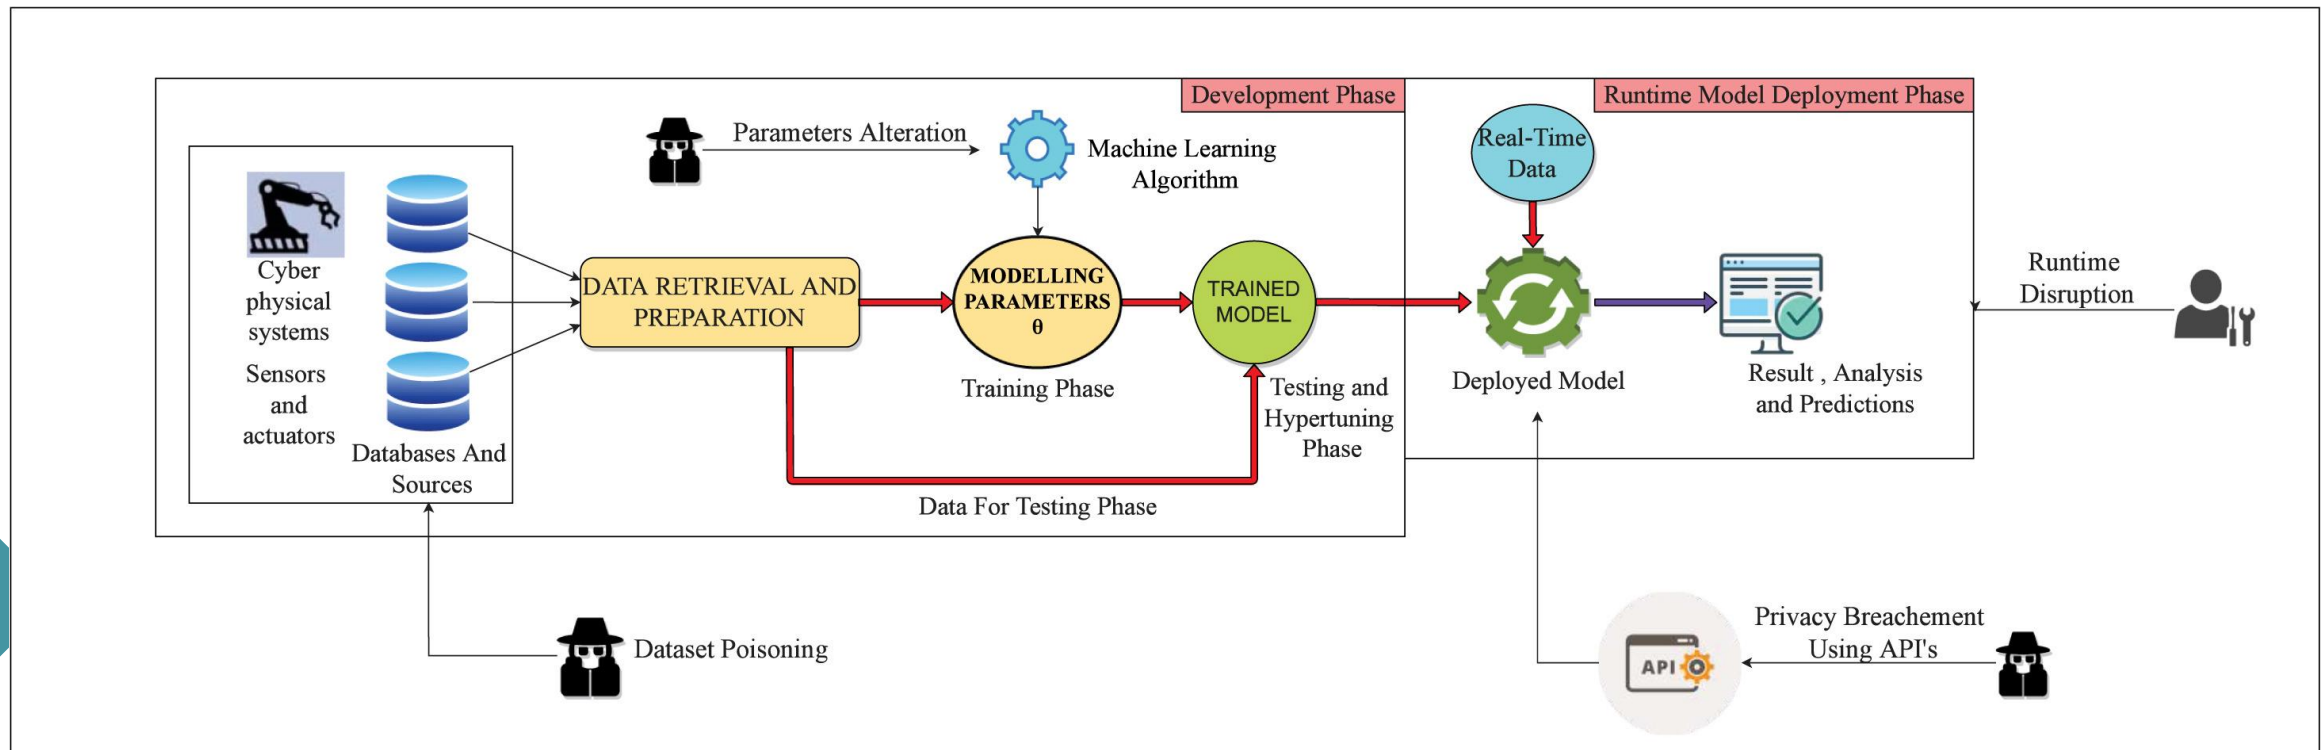 Development Phase
Runtime Model Deployment Phase
Parameters Alteration
Machine Learning
Algorithm
Real-Time
Data
Cyber
physical
systems
Sensors
and
actuators
Databases And
Sources
DATA RETRIEVAL AND
PREPARATION
MODELLING
PARAMETERS
θ
Training Phase
TRAINED
MODEL
Testing and
Hypertuning
Phase
Data For Testing Phase
Deployed Model
Result , Analysis
and Predictions
Runtime
Disruption
Dataset Poisoning
API
Privacy Breachement
Using API's